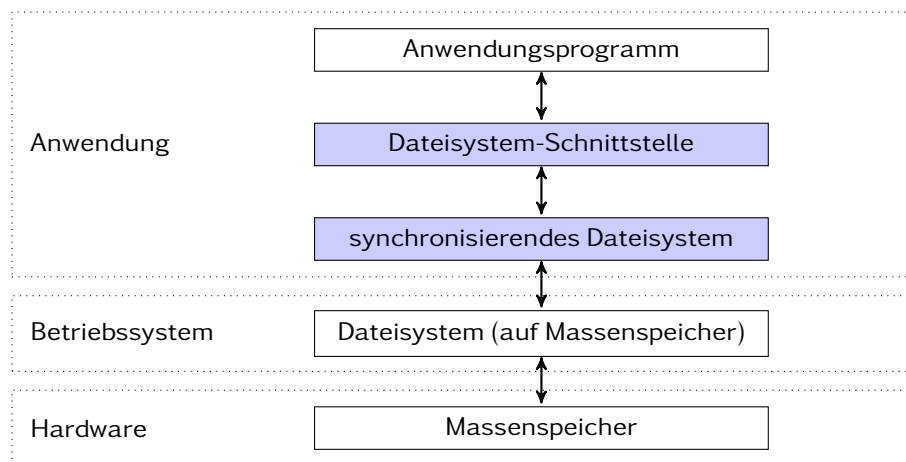 Anwendungsprogramm
Anwendung
Dateisystem-Schnittstelle
synchronisierendes Dateisystem
Betriebssystem
Dateisystem (auf Massenspeicher)
Hardware
Massenspeicher